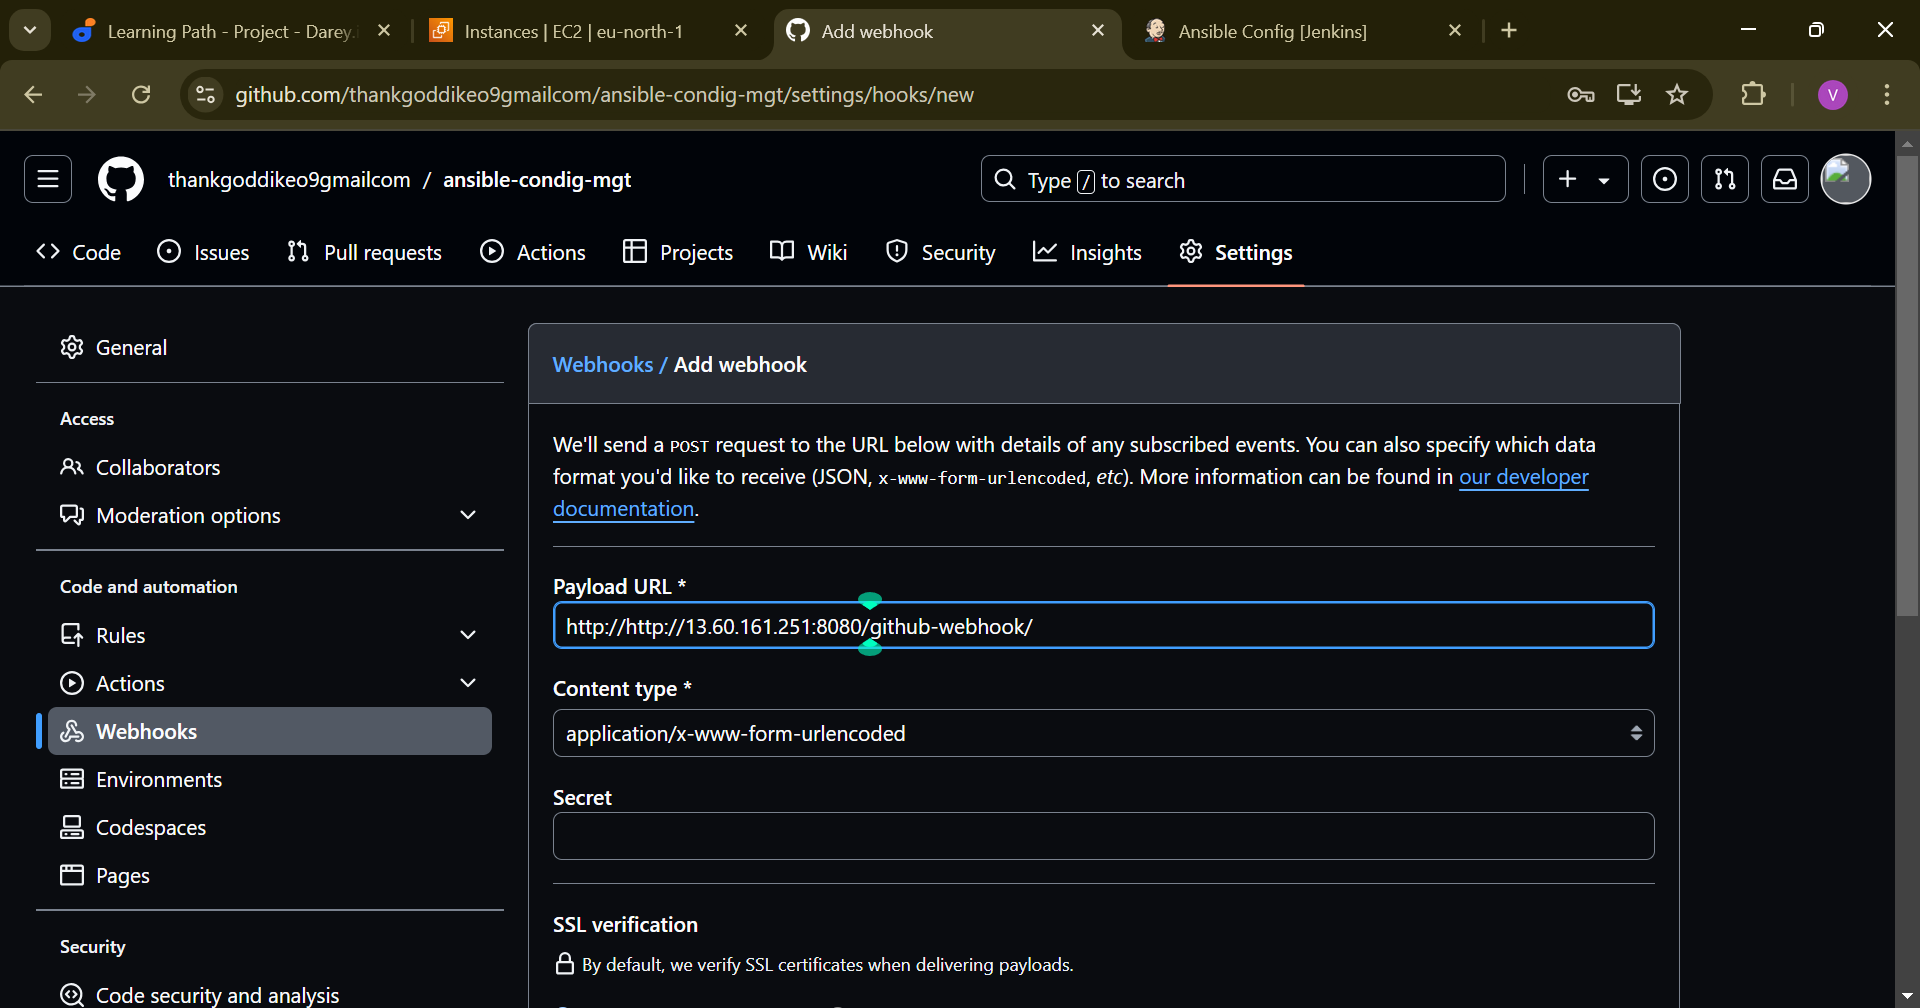 Learning Path - Project - Darey.i
Instances | EC2 | eu-north-1
Add webhook
Ansible Config [Jenkins]
github.com/thankgoddikeo9gmailcom/ansible-condig-mgt/settings/hooks/new
V
thankgoddikeo9gmailcom / ansible-condig-mgt
Type / to search
Code
Issues
Pull requests
Actions
Projects
Wiki
Security
Insights
Settings
General
Access
Collaborators
Moderation options
Code and automation
Rules
Actions
Webhooks
Environments
Codespaces
Pages
Security
Code security and analysis
Webhooks / Add webhook
We'll send a POST request to the URL below with details of any subscribed events. You can also specify which data
format you'd like to receive (JSON, x-www-form-urlencoded, etc). More information can be found in our developer
documentation.
Payload URL *
http://http://13.60.161.251:8080/github-webhook/
Content type *
application/x-www-form-urlencoded
Secret
SSL verification
By default, we verify SSL certificates when delivering payloads.